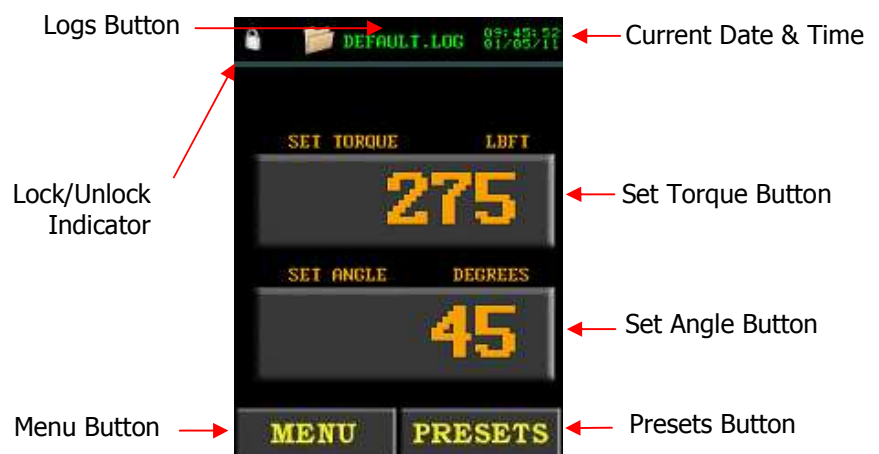 Logs Button
DEFAULT.LOG
09:45:52
01/05/11
Current Date & Time
SET TORQUE LBFT
275
Lock/Unlock
Indicator
Set Torque Button
SET ANGLE DEGREES
45
Set Angle Button
Menu Button
MENU
PRESETS
Presets Button